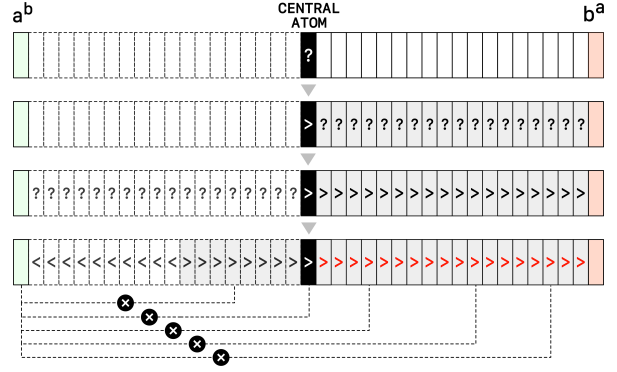 CENTRAL
ATOM
a^b
b^a
?
> ? ? ? ? ? ? ? ? ? ? ? ? ? ? ? ? ? ?
? ? ? ? ? ? ? ? ? ? ? ? ? ? ? ? ? ? > > > > > > > > > > > > > > > > > > >
< < < < < < < < < < > > > > > > > > > > > > > > > > > > > > > > > > > > >